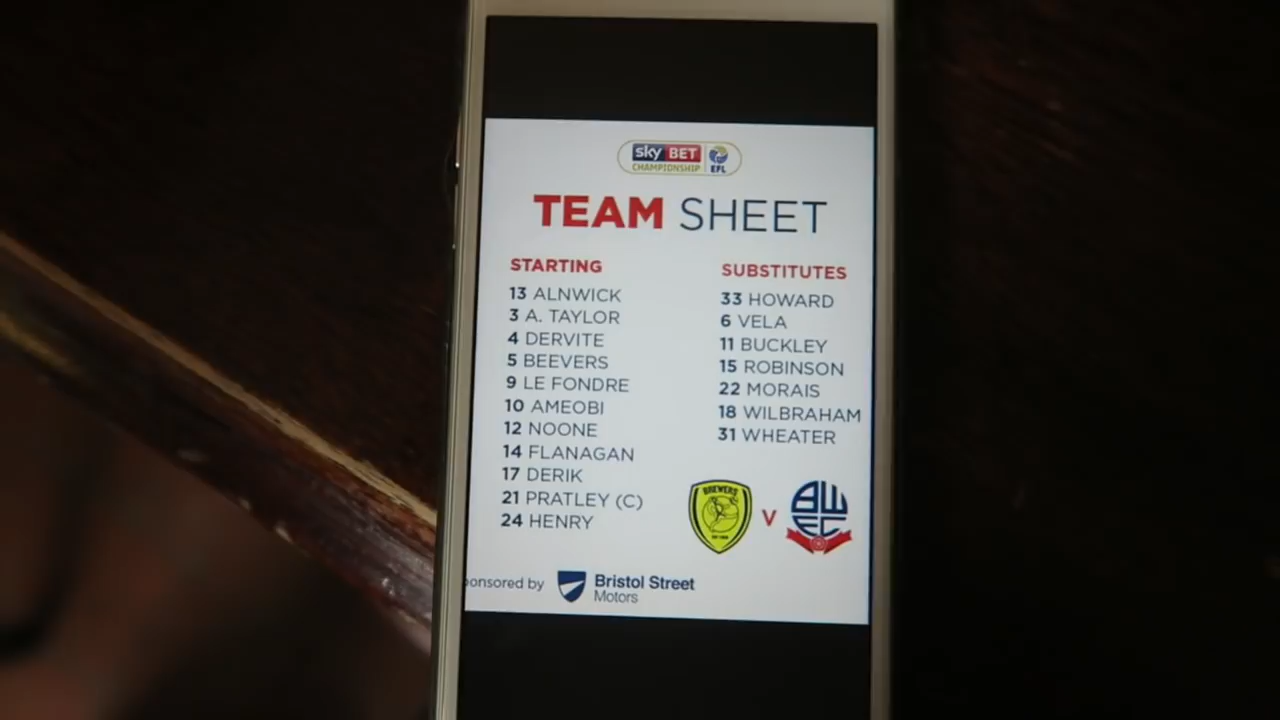 sky BET
CHAMPIONSHIP
EFL
TEAM SHEET
STARTING
13 ALNWICK
3 A. TAYLOR
4 DERVITE
5 BEEVERS
9 LE FONDRE
10 AMEOBI
12 NOONE
14 FLANAGAN
17 DERIK
21 PRATLEY (C)
24 HENRY
SUBSTITUTES
33 HOWARD
6 VELA
11 BUCKLEY
15 ROBINSON
22 MORAIS
18 WILBRAHAM
31 WHEATER
BREWERS
V
BWFC
onsored by
Bristol Street
Motors